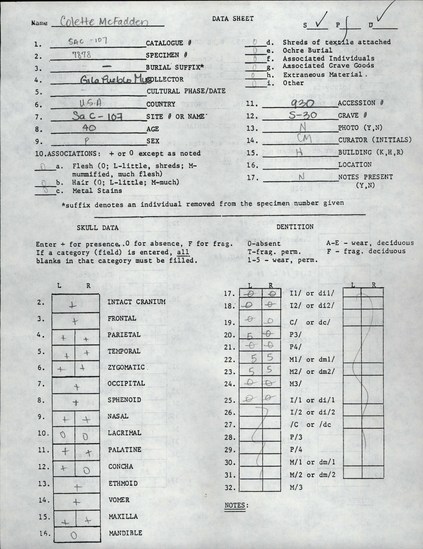 Name Colette McFadden
DATA SHEET
S ✓ P J ✓
1. SAC-107 CATALOGUE #
2. 7878 SPECIMEN #
3. — BURIAL SUFFIX*
4. Gila Pueblo Mus COLLECTOR
5. CULTURAL PHASE/DATE
6. USA COUNTRY
7. SaC-107 SITE # OR NAME
8. 40 AGE
9. P SEX
10. ASSOCIATIONS: + or 0 except as noted
0 a. Flesh (0; L-little, shreds; M-mummified, much flesh)
0 b. Hair (0; L-little; M-much)
c. Metal Stains
d. Shreds of textile attached
e. Ochre Burial
f. Associated Individuals
g. Associated Grave Goods
h. Extraneous Material
i. Other
11. 930 ACCESSION #
12. S-30 GRAVE #
13. N PHOTO (Y,N)
14. CM CURATOR (INITIALS)
15. H BUILDING (K,H,R)
16. LOCATION
17. N NOTES PRESENT (Y,N)
*suffix denotes an individual removed from the specimen number given
SKULL DATA
Enter + for presence, 0 for absence, F for frag.
If a category (field) is entered, all
blanks in that category must be filled.
L R
2. + INTACT CRANIUM
3. + FRONTAL
4. + + PARIETAL
5. + + TEMPORAL
6. + + ZYGOMATIC
7. + OCCIPITAL
8. + SPHENOID
9. + + NASAL
10. 0 0 LACRIMAL
11. + + PALATINE
12. + 0 CONCHA
13. + ETHMOID
14. + VOMER
15. + + MAXILLA
14. 0 MANDIBLE
DENTITION
0-absent A-E - wear, deciduous
T-frag. perm. F - frag. deciduous
1-5 - wear, perm.
L R L R
17. 0 0 I1/ or di1/
18. 0 0 I2/ or di2/
19. 0 0 C/ or dc/
20. 5 0 P3/
21. 0 0 P4/
22. 5 5 M1/ or dm1/
23. 5 5 M2/ or dm2/
24. 0 0 M3/
25. 0 0 I/1 or di/1
26. I/2 or di/2
27. /C or /dc
28. P/3
29. P/4
30. M/1 or dm/1
31. M/2 or dm/2
32. M/3
NOTES: